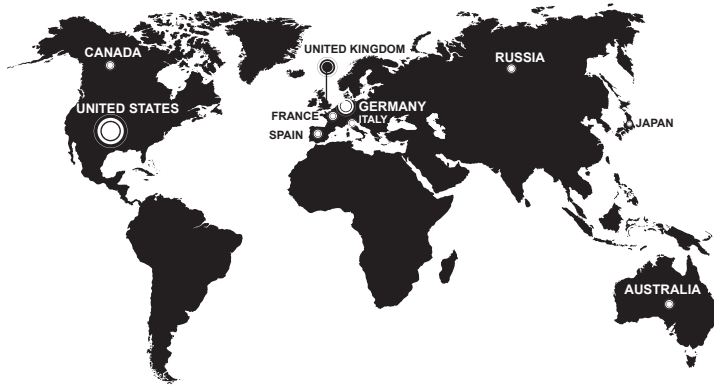 CANADA
UNITED KINGDOM
RUSSIA
UNITED STATES
GERMANY
FRANCE
ITALY
JAPAN
SPAIN
AUSTRALIA